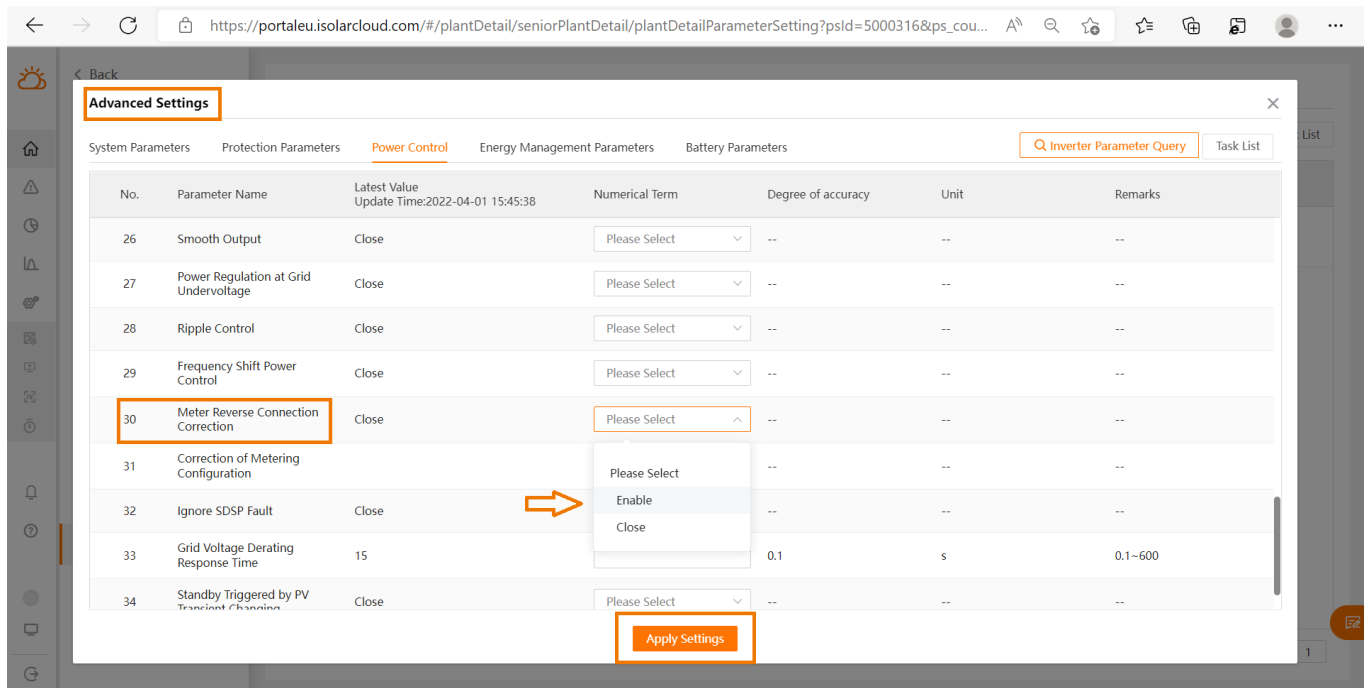 https://portaleu.isolarcloud.com/#/plantDetail/seniorPlantDetail/plantDetailParameterSetting?psId=5000316&ps_cou...
Back
Advanced Settings
List
System Parameters Protection Parameters Power Control Energy Management Parameters Battery Parameters Inverter Parameter Query Task List
No. Parameter Name Latest Value Numerical Term Degree of accuracy Unit Remarks
Update Time:2022-04-01 15:45:38
26 Smooth Output Close Please Select -- -- --
27 Power Regulation at Grid Close Please Select -- -- --
Undervoltage
28 Ripple Control Close Please Select -- -- --
29 Frequency Shift Power Close Please Select -- -- --
Control
30 Meter Reverse Connection Close Please Select -- -- --
Correction
31 Correction of Metering -- -- --
Configuration
Please Select
Enable
32 Ignore SDSP Fault Close -- -- --
Close
33 Grid Voltage Derating 15 0.1 s 0.1~600
Response Time
34 Standby Triggered by PV Close Please Select -- -- --
Transient Changing
Apply Settings
1